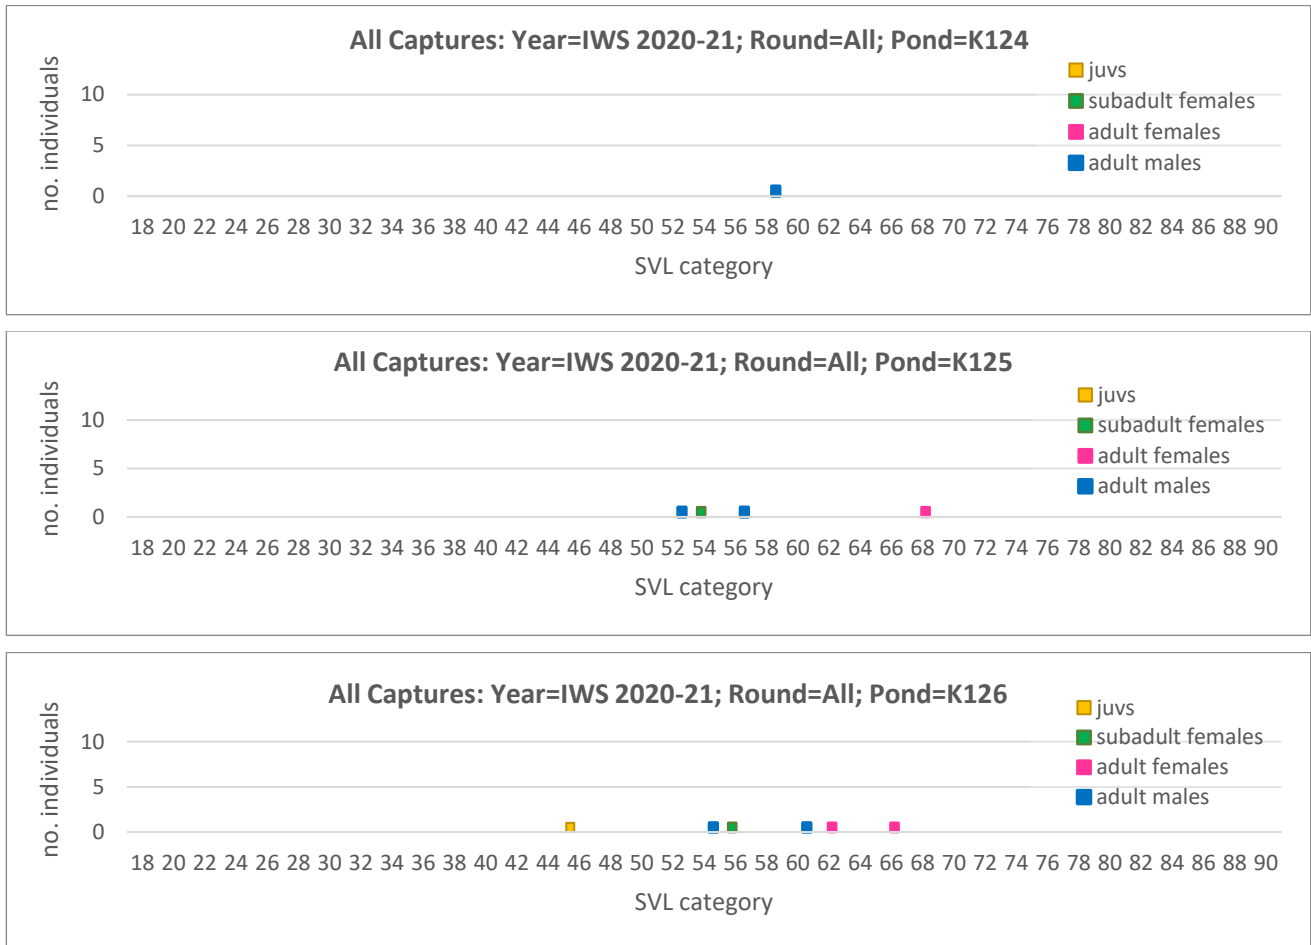 All Captures: Year=IWS 2020-21; Round=All; Pond=K124
no. individuals
10
5
0
juvs
subadult females
adult females
adult males
18 20 22 24 26 28 30 32 34 36 38 40 42 44 46 48 50 52 54 56 58 60 62 64 66 68 70 72 74 76 78 80 82 84 86 88 90
SVL category
All Captures: Year=IWS 2020-21; Round=All; Pond=K125
no. individuals
10
5
0
juvs
subadult females
adult females
adult males
18 20 22 24 26 28 30 32 34 36 38 40 42 44 46 48 50 52 54 56 58 60 62 64 66 68 70 72 74 76 78 80 82 84 86 88 90
SVL category
All Captures: Year=IWS 2020-21; Round=All; Pond=K126
no. individuals
10
5
0
juvs
subadult females
adult females
adult males
18 20 22 24 26 28 30 32 34 36 38 40 42 44 46 48 50 52 54 56 58 60 62 64 66 68 70 72 74 76 78 80 82 84 86 88 90
SVL category